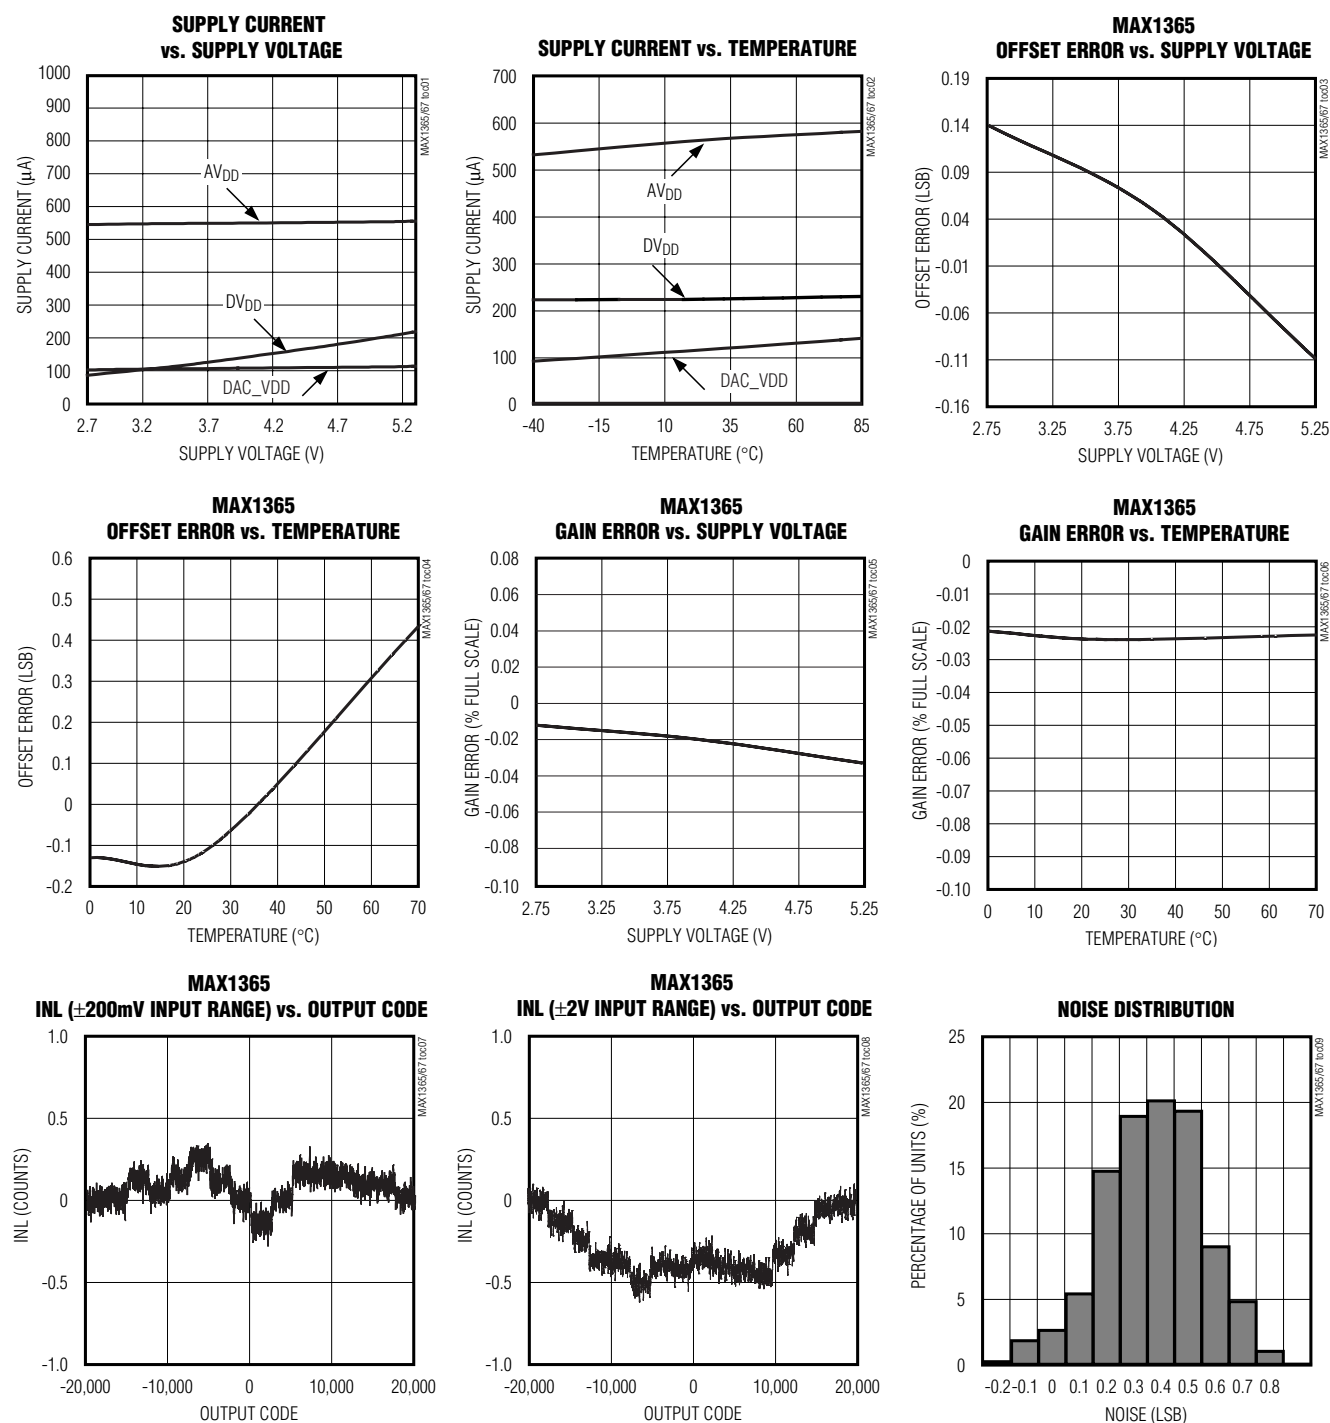 SUPPLY CURRENT
vs. SUPPLY VOLTAGE
1000
900
800
700
600
500
400
300
200
100
0
SUPPLY CURRENT (µA)
AVDD
DVDD
DAC_VDD
2.7 3.2 3.7 4.2 4.7 5.2
SUPPLY VOLTAGE (V)
MAX1365/67 toc01
SUPPLY CURRENT vs. TEMPERATURE
700
600
500
400
300
200
100
0
SUPPLY CURRENT (µA)
AVDD
DVDD
DAC_VDD
-40 -15 10 35 60 85
TEMPERATURE (°C)
MAX1365/67 toc02
MAX1365
OFFSET ERROR vs. SUPPLY VOLTAGE
0.19
0.14
0.09
0.04
-0.01
-0.06
-0.11
-0.16
OFFSET ERROR (LSB)
2.75 3.25 3.75 4.25 4.75 5.25
SUPPLY VOLTAGE (V)
MAX1365/67 toc03
MAX1365
OFFSET ERROR vs. TEMPERATURE
0.6
0.5
0.4
0.3
0.2
0.1
0
-0.1
-0.2
OFFSET ERROR (LSB)
0 10 20 30 40 50 60 70
TEMPERATURE (°C)
MAX1365/67 toc04
MAX1365
GAIN ERROR vs. SUPPLY VOLTAGE
0.08
0.06
0.04
0.02
0
-0.02
-0.04
-0.06
-0.08
-0.10
GAIN ERROR (% FULL SCALE)
2.75 3.25 3.75 4.25 4.75 5.25
SUPPLY VOLTAGE (V)
MAX1365/67 toc05
MAX1365
GAIN ERROR vs. TEMPERATURE
0
-0.01
-0.02
-0.03
-0.04
-0.05
-0.06
-0.07
-0.08
-0.09
-0.10
GAIN ERROR (% FULL SCALE)
0 10 20 30 40 50 60 70
TEMPERATURE (°C)
MAX1365/67 toc06
MAX1365
INL (±200mV INPUT RANGE) vs. OUTPUT CODE
1.0
0.5
0
-0.5
-1.0
INL (COUNTS)
-20,000 -10,000 0 10,000 20,000
OUTPUT CODE
MAX1365/67 toc07
MAX1365
INL (±2V INPUT RANGE) vs. OUTPUT CODE
1.0
0.5
0
-0.5
-1.0
INL (COUNTS)
-20,000 -10,000 0 10,000 20,000
OUTPUT CODE
MAX1365/67 toc08
NOISE DISTRIBUTION
25
20
15
10
5
0
PERCENTAGE OF UNITS (%)
-0.2 -0.1 0 0.1 0.2 0.3 0.4 0.5 0.6 0.7 0.8
NOISE (LSB)
MAX1365/67 toc09